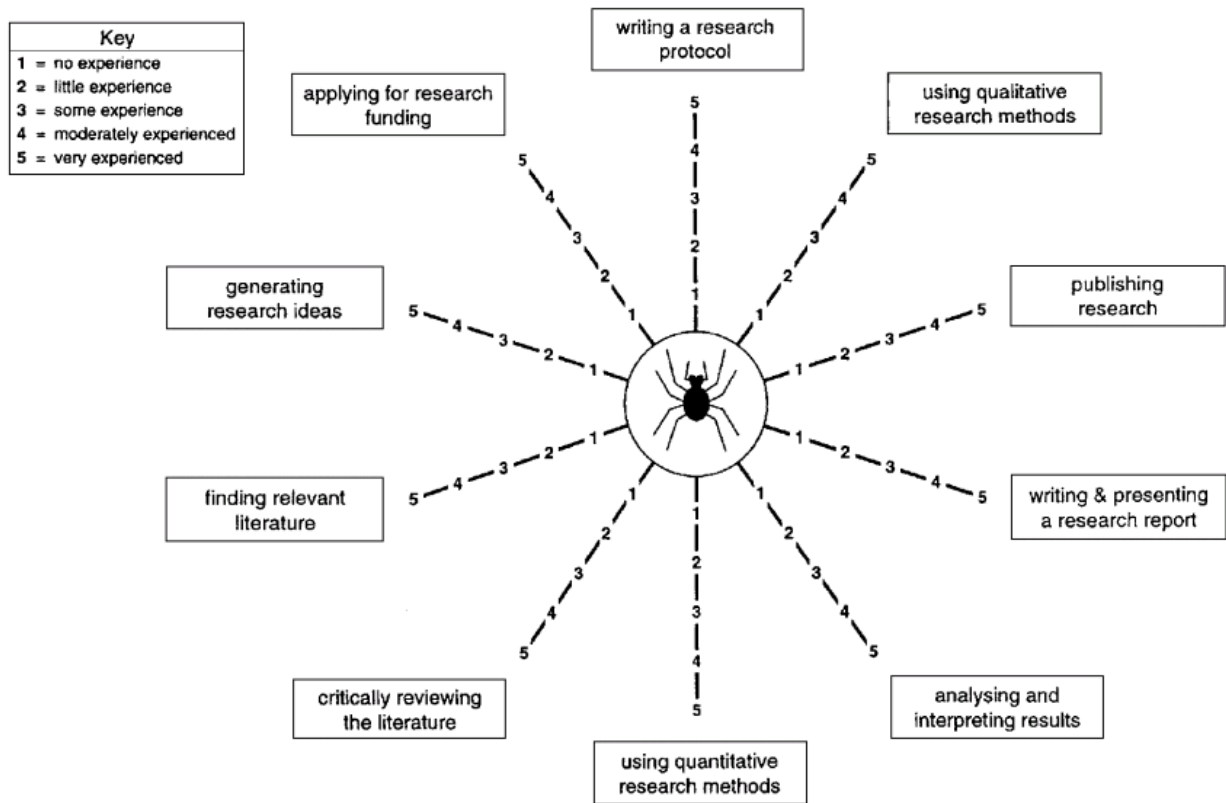 Key
1 = no experience
2 = little experience
3 = some experience
4 = moderately experienced
5 = very experienced
writing a research
protocol
applying for research
funding
using qualitative
research methods
5
4
3
2
1
5
4
3
2
1
5
4
3
2
1
generating
research ideas
5
4
3
2
1
publishing
research
1
2
3
4
5
finding relevant
literature
5
4
3
2
1
writing & presenting
a research report
1
2
3
4
5
1
2
3
4
5
1
2
3
4
5
1
2
3
4
5
critically reviewing
the literature
using quantitative
research methods
analysing and
interpreting results